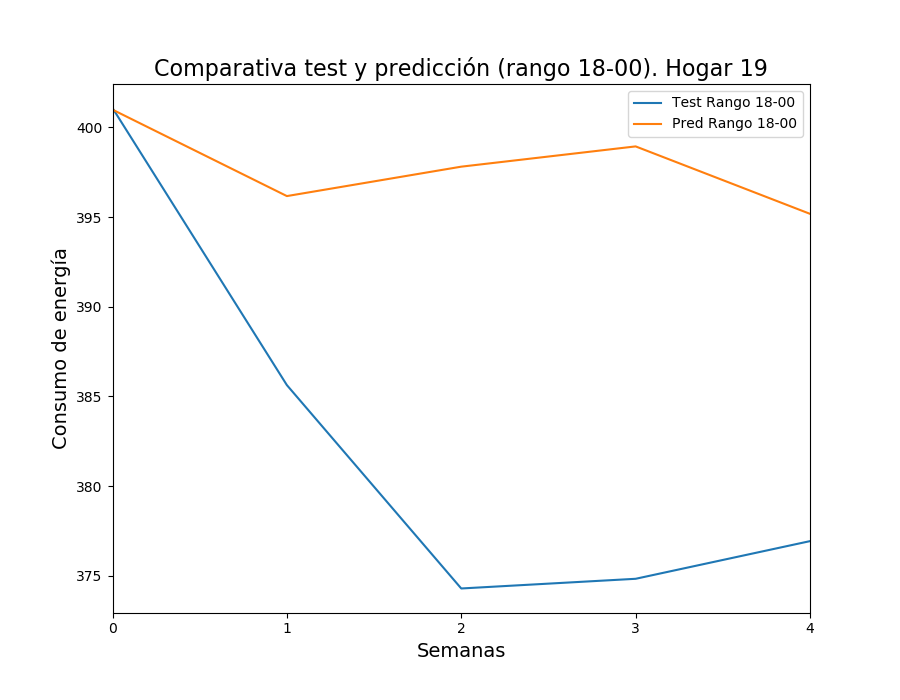 Comparativa test y predicción (rango 18-00). Hogar 19
Test Rango 18-00
Pred Rango 18-00
Consumo de energía
400
395
390
385
380
375
0 1 2 3 4
Semanas